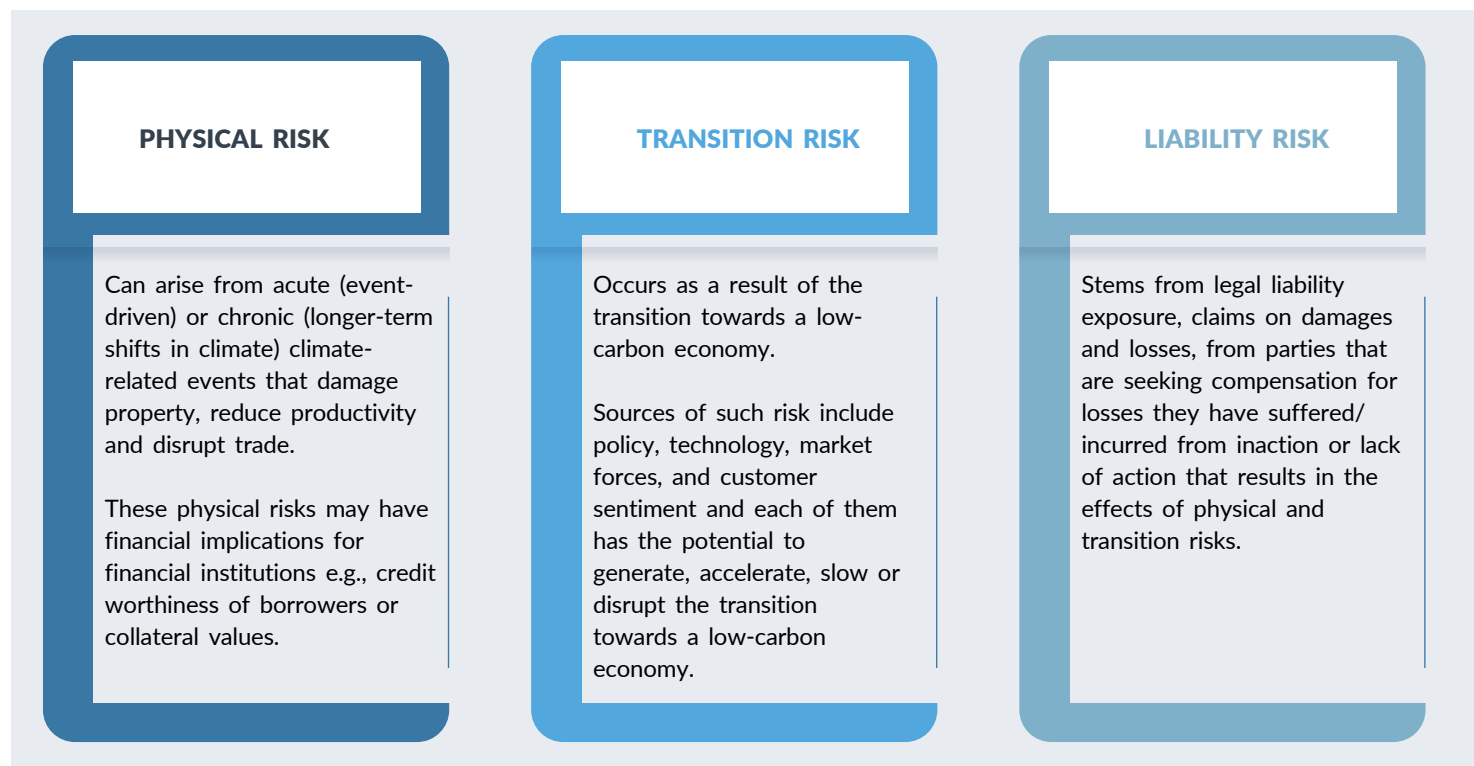 PHYSICAL RISK
Can arise from acute (event-
driven) or chronic (longer-term
shifts in climate) climate-
related events that damage
property, reduce productivity
and disrupt trade.
These physical risks may have
financial implications for
financial institutions e.g., credit
worthiness of borrowers or
collateral values.
TRANSITION RISK
Occurs as a result of the
transition towards a low-
carbon economy.
Sources of such risk include
policy, technology, market
forces, and customer
sentiment and each of them
has the potential to
generate, accelerate, slow or
disrupt the transition
towards a low-carbon
economy.
LIABILITY RISK
Stems from legal liability
exposure, claims on damages
and losses, from parties that
are seeking compensation for
losses they have suffered/
incurred from inaction or lack
of action that results in the
effects of physical and
transition risks.